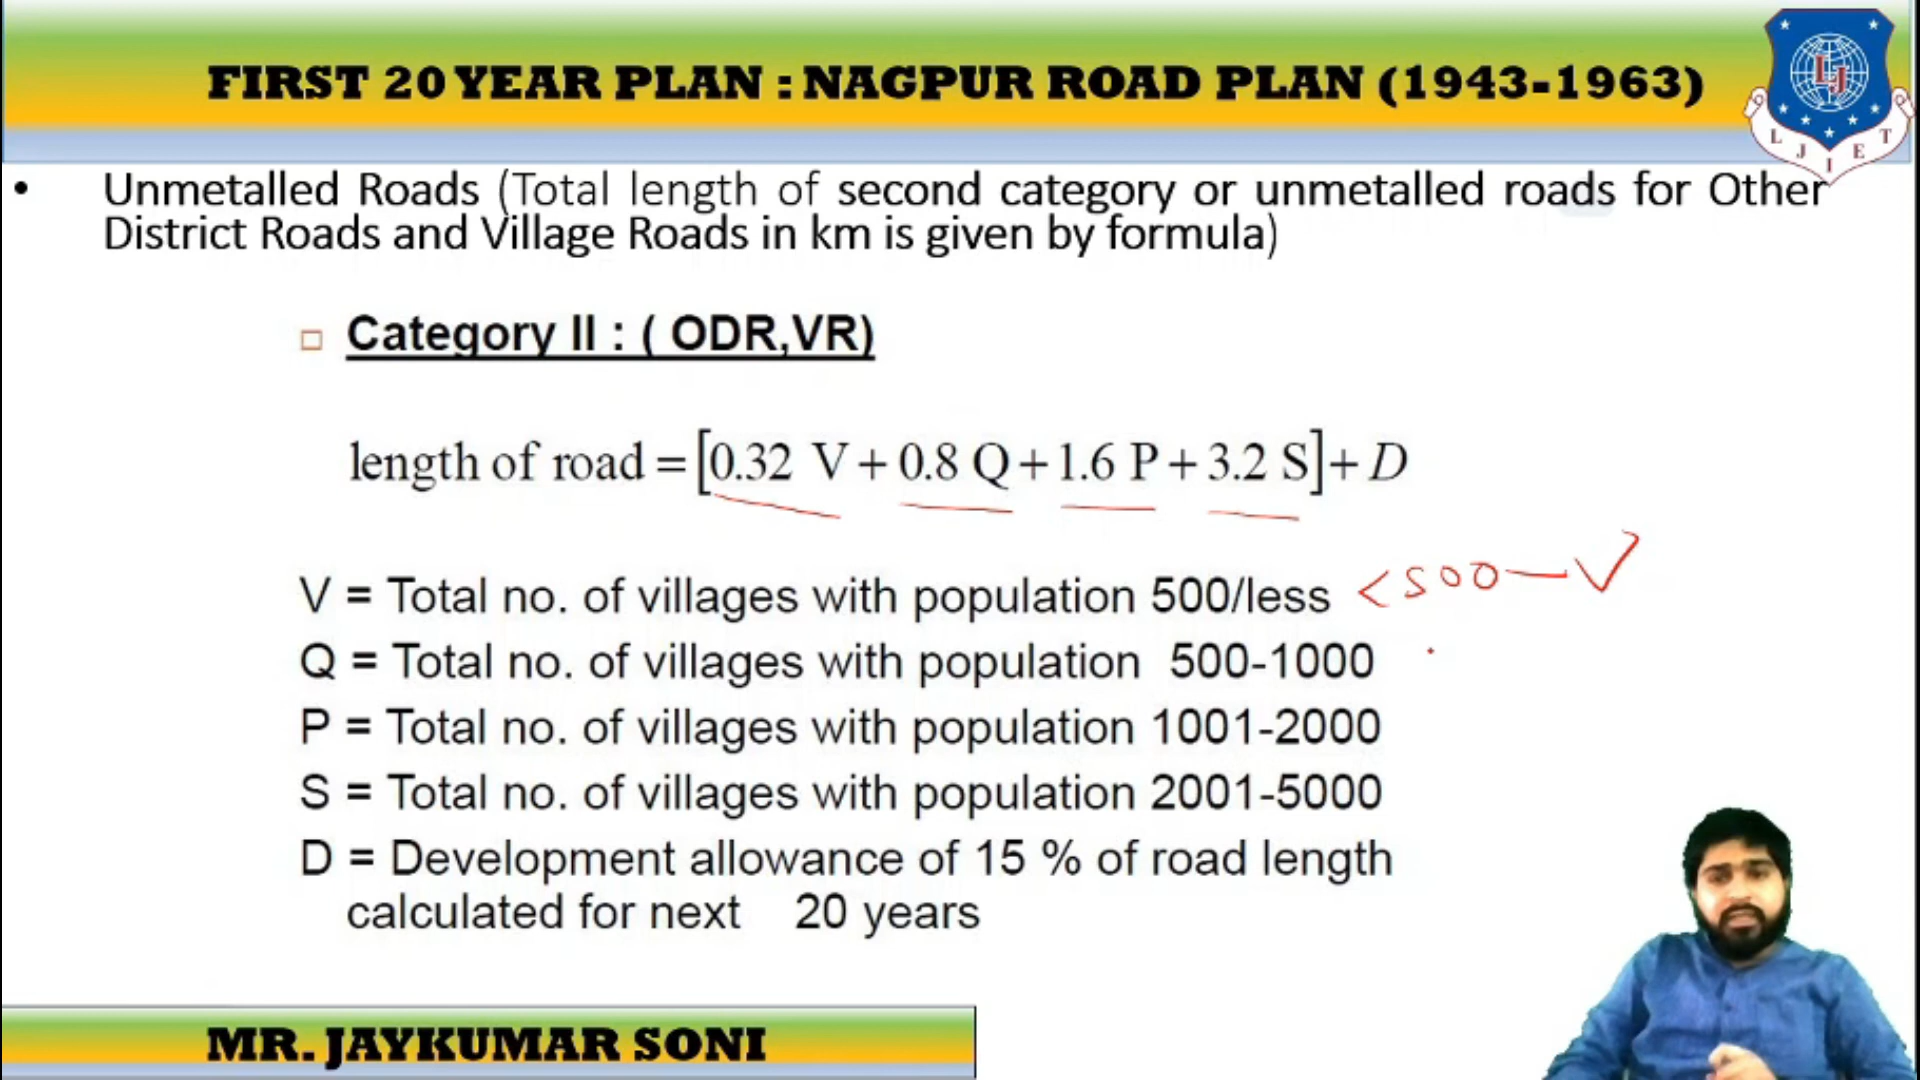 FIRST 20 YEAR PLAN : NAGPUR ROAD PLAN (1943-1963)
LJ
L J I E T
• Unmetalled Roads (Total length of second category or unmetalled roads for Other
District Roads and Village Roads in km is given by formula)
Category II : ( ODR,VR)
length of road = [0.32 V + 0.8 Q + 1.6 P + 3.2 S] + D
V = Total no. of villages with population 500/less < 500 — V
Q = Total no. of villages with population 500-1000
P = Total no. of villages with population 1001-2000
S = Total no. of villages with population 2001-5000
D = Development allowance of 15 % of road length
calculated for next 20 years
MR. JAYKUMAR SONI